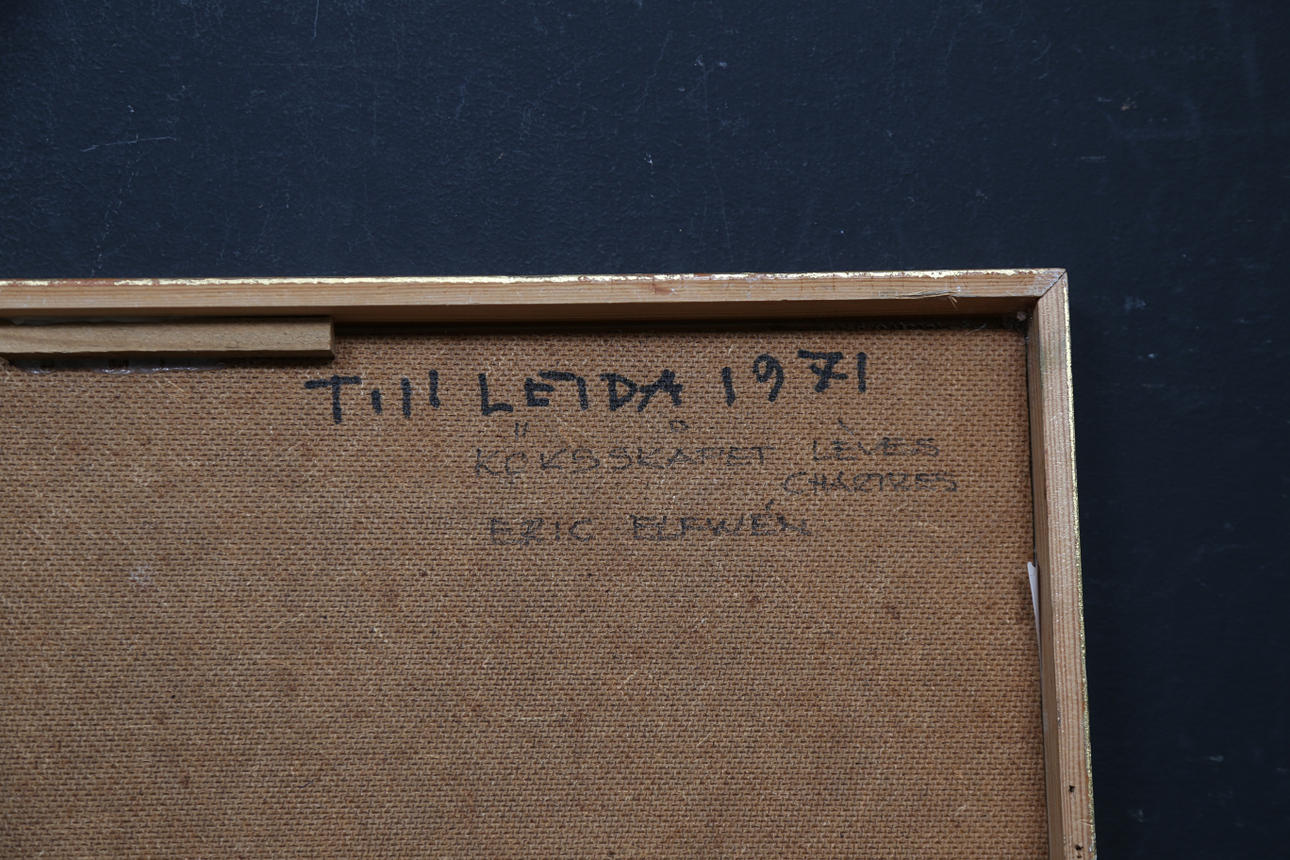 Till LEIDA 1971
KÖKSSKÅPET LÈVES
CHARTRES
ERIC ELFWÉN